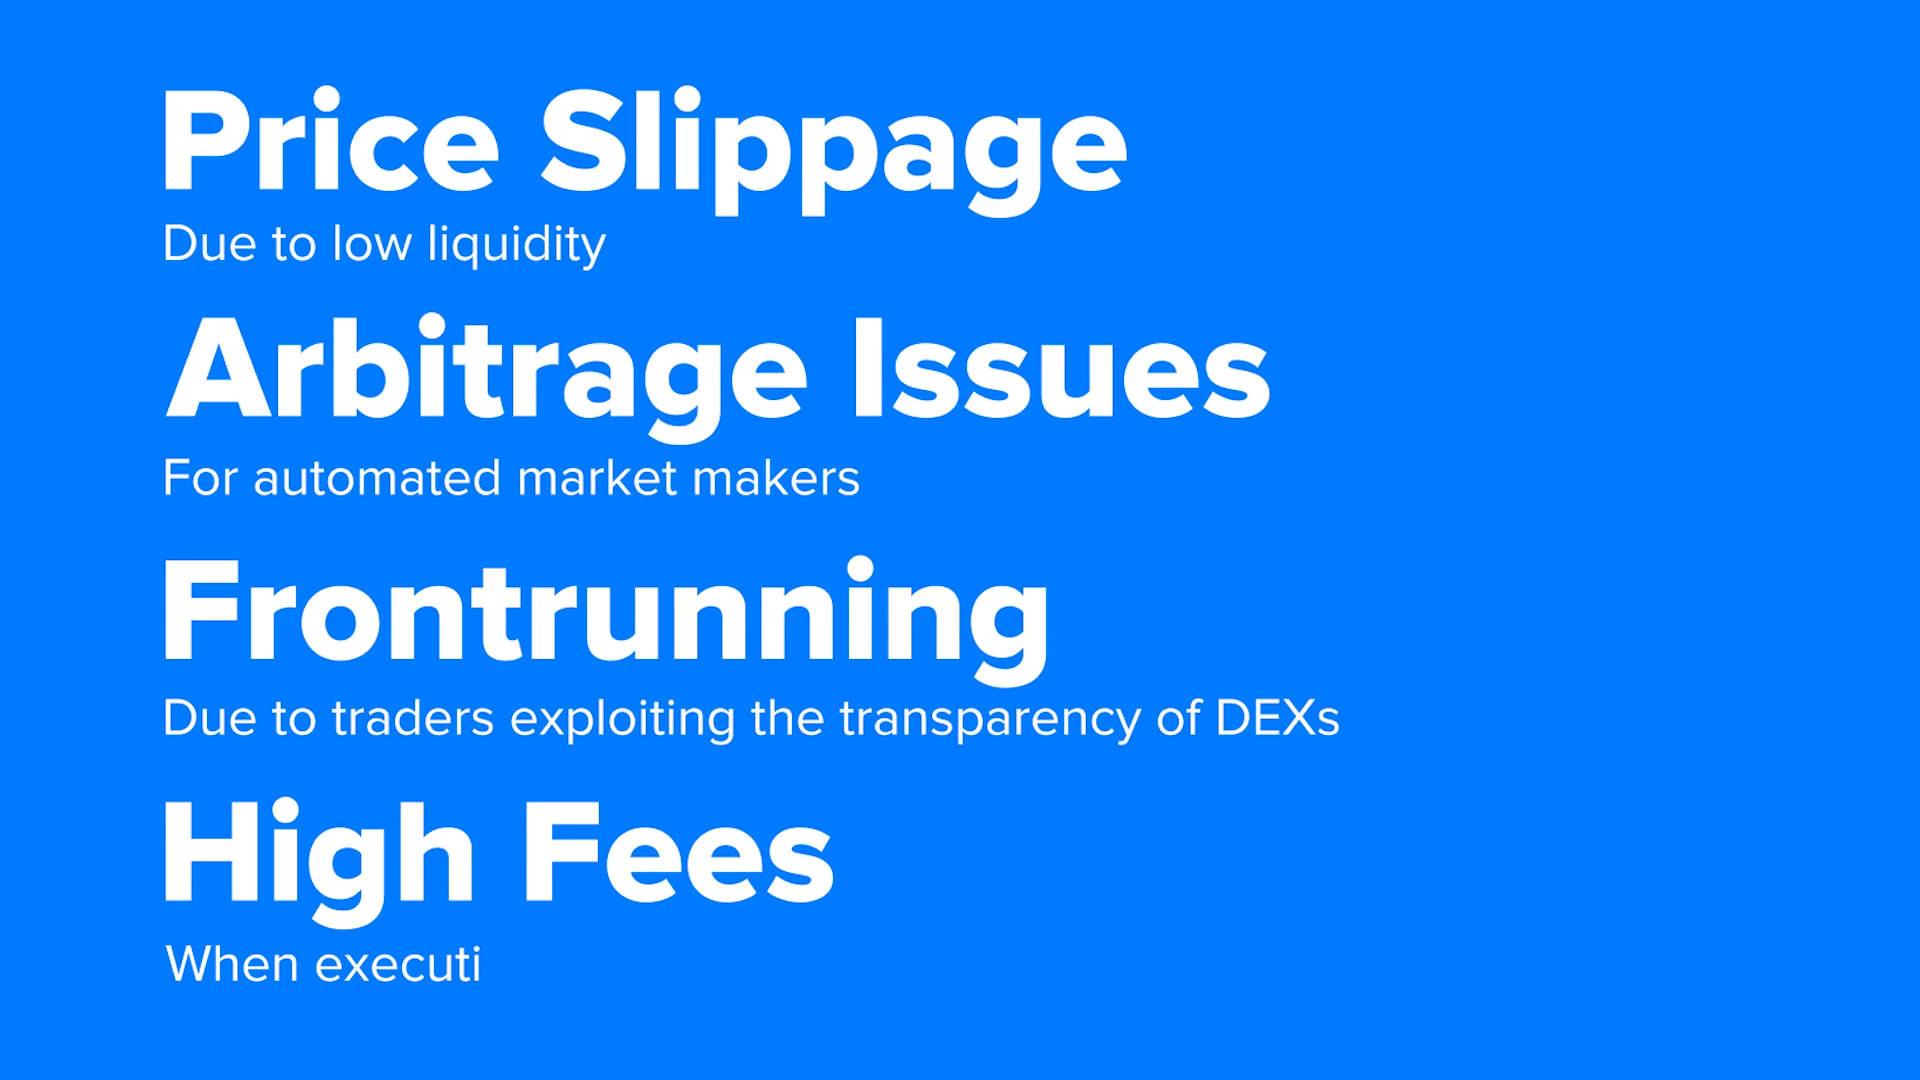 Price Slippage
Due to low liquidity
Arbitrage Issues
For automated market makers
Frontrunning
Due to traders exploiting the transparency of DEXs
High Fees
When executi